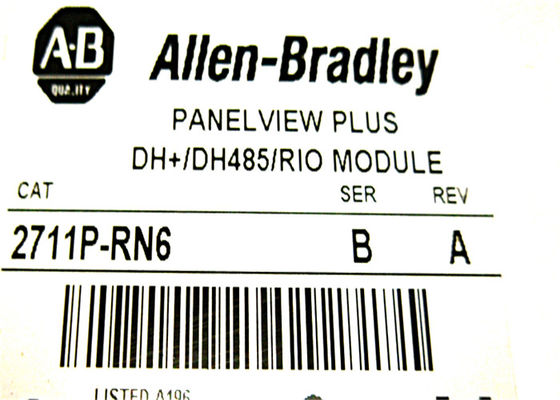 A·B Allen-Bradley
QUALITY
PANELVIEW PLUS
DH+/DH485/RIO MODULE
CAT SER REV
2711P-RN6 B A
LISTED A196